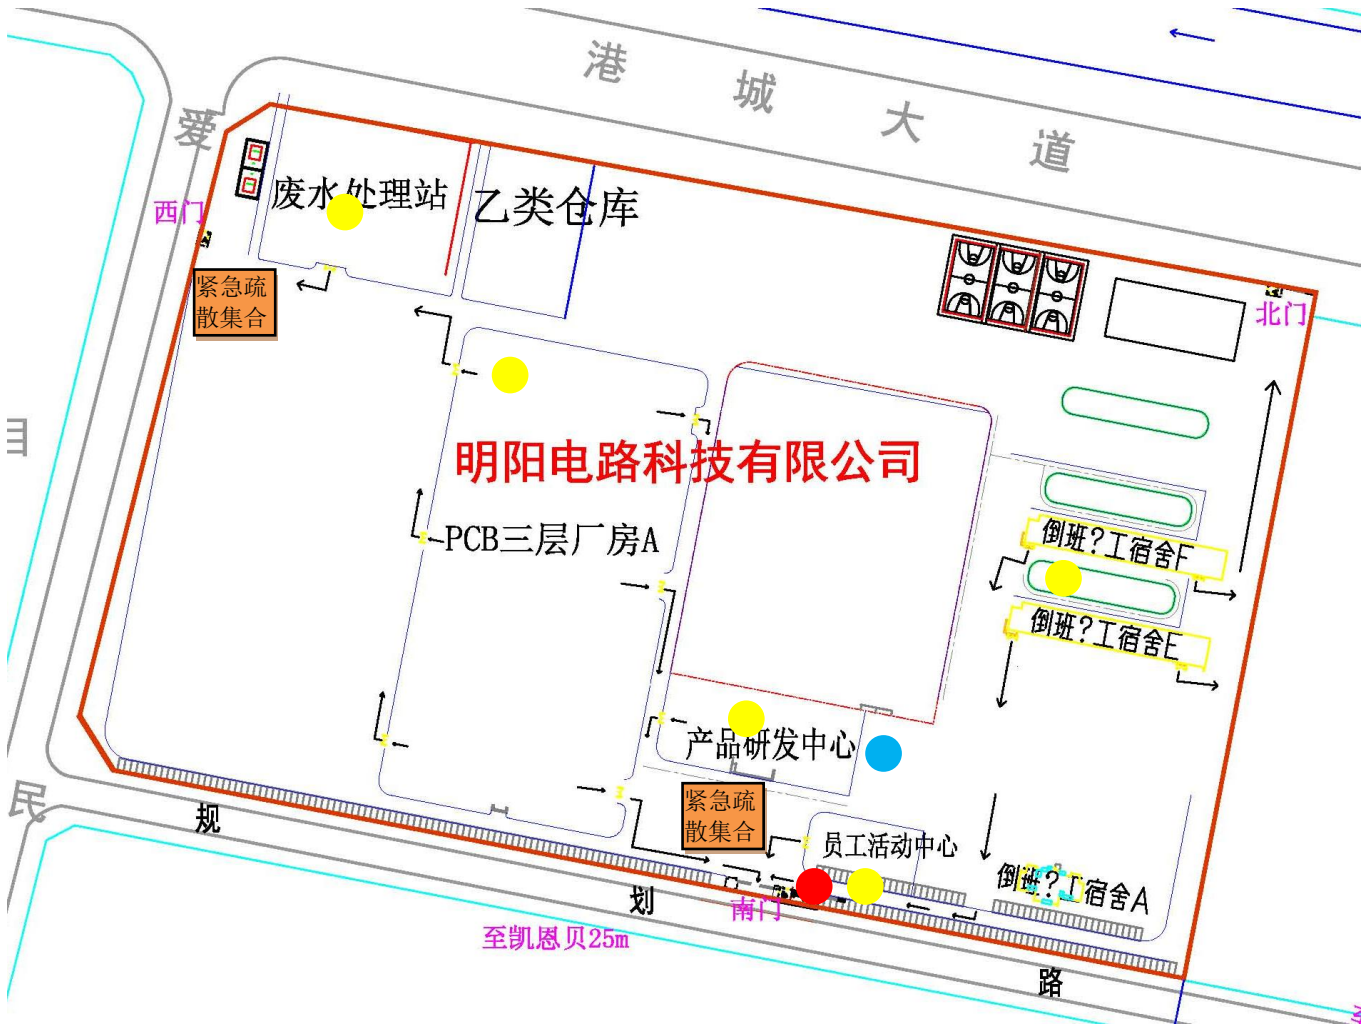 港城大道
爱
废水处理站
乙类仓库
西门
紧急疏
散集合
北门
目
明阳电路科技有限公司
PCB三层厂房A
倒班?工宿舍F
倒班?工宿舍E
产品研发中心
紧急疏
散集合
民
规划路
员工活动中心
倒班?工宿舍A
南门
至凯恩贝25m
至